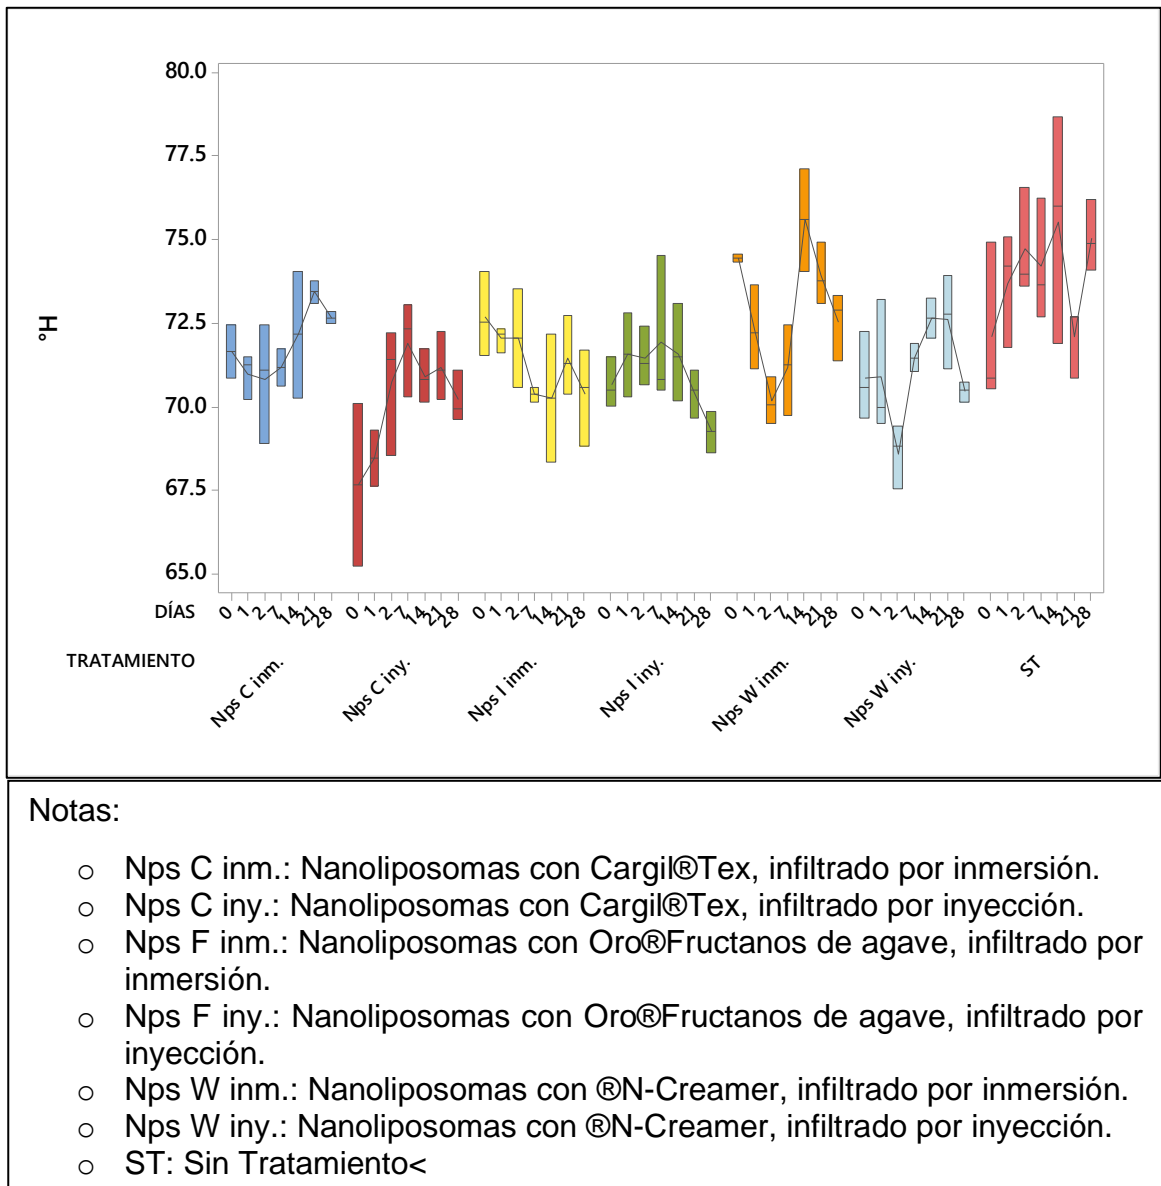 80.0
77.5
75.0
72.5
70.0
67.5
65.0
°H
DÍAS 0 1 2 7 14 21 28 0 1 2 7 14 21 28 0 1 2 7 14 21 28 0 1 2 7 14 21 28 0 1 2 7 14 21 28 0 1 2 7 14 21 28 0 1 2 7 14 21 28
TRATAMIENTO Nps C inm. Nps C iny. Nps I inm. Nps I iny. Nps W inm. Nps W iny. ST
Notas:
o Nps C inm.: Nanoliposomas con Cargil®Tex, infiltrado por inmersión.
o Nps C iny.: Nanoliposomas con Cargil®Tex, infiltrado por inyección.
o Nps F inm.: Nanoliposomas con Oro®Fructanos de agave, infiltrado por
inmersión.
o Nps F iny.: Nanoliposomas con Oro®Fructanos de agave, infiltrado por
inyección.
o Nps W inm.: Nanoliposomas con ®N-Creamer, infiltrado por inmersión.
o Nps W iny.: Nanoliposomas con ®N-Creamer, infiltrado por inyección.
o ST: Sin Tratamiento<